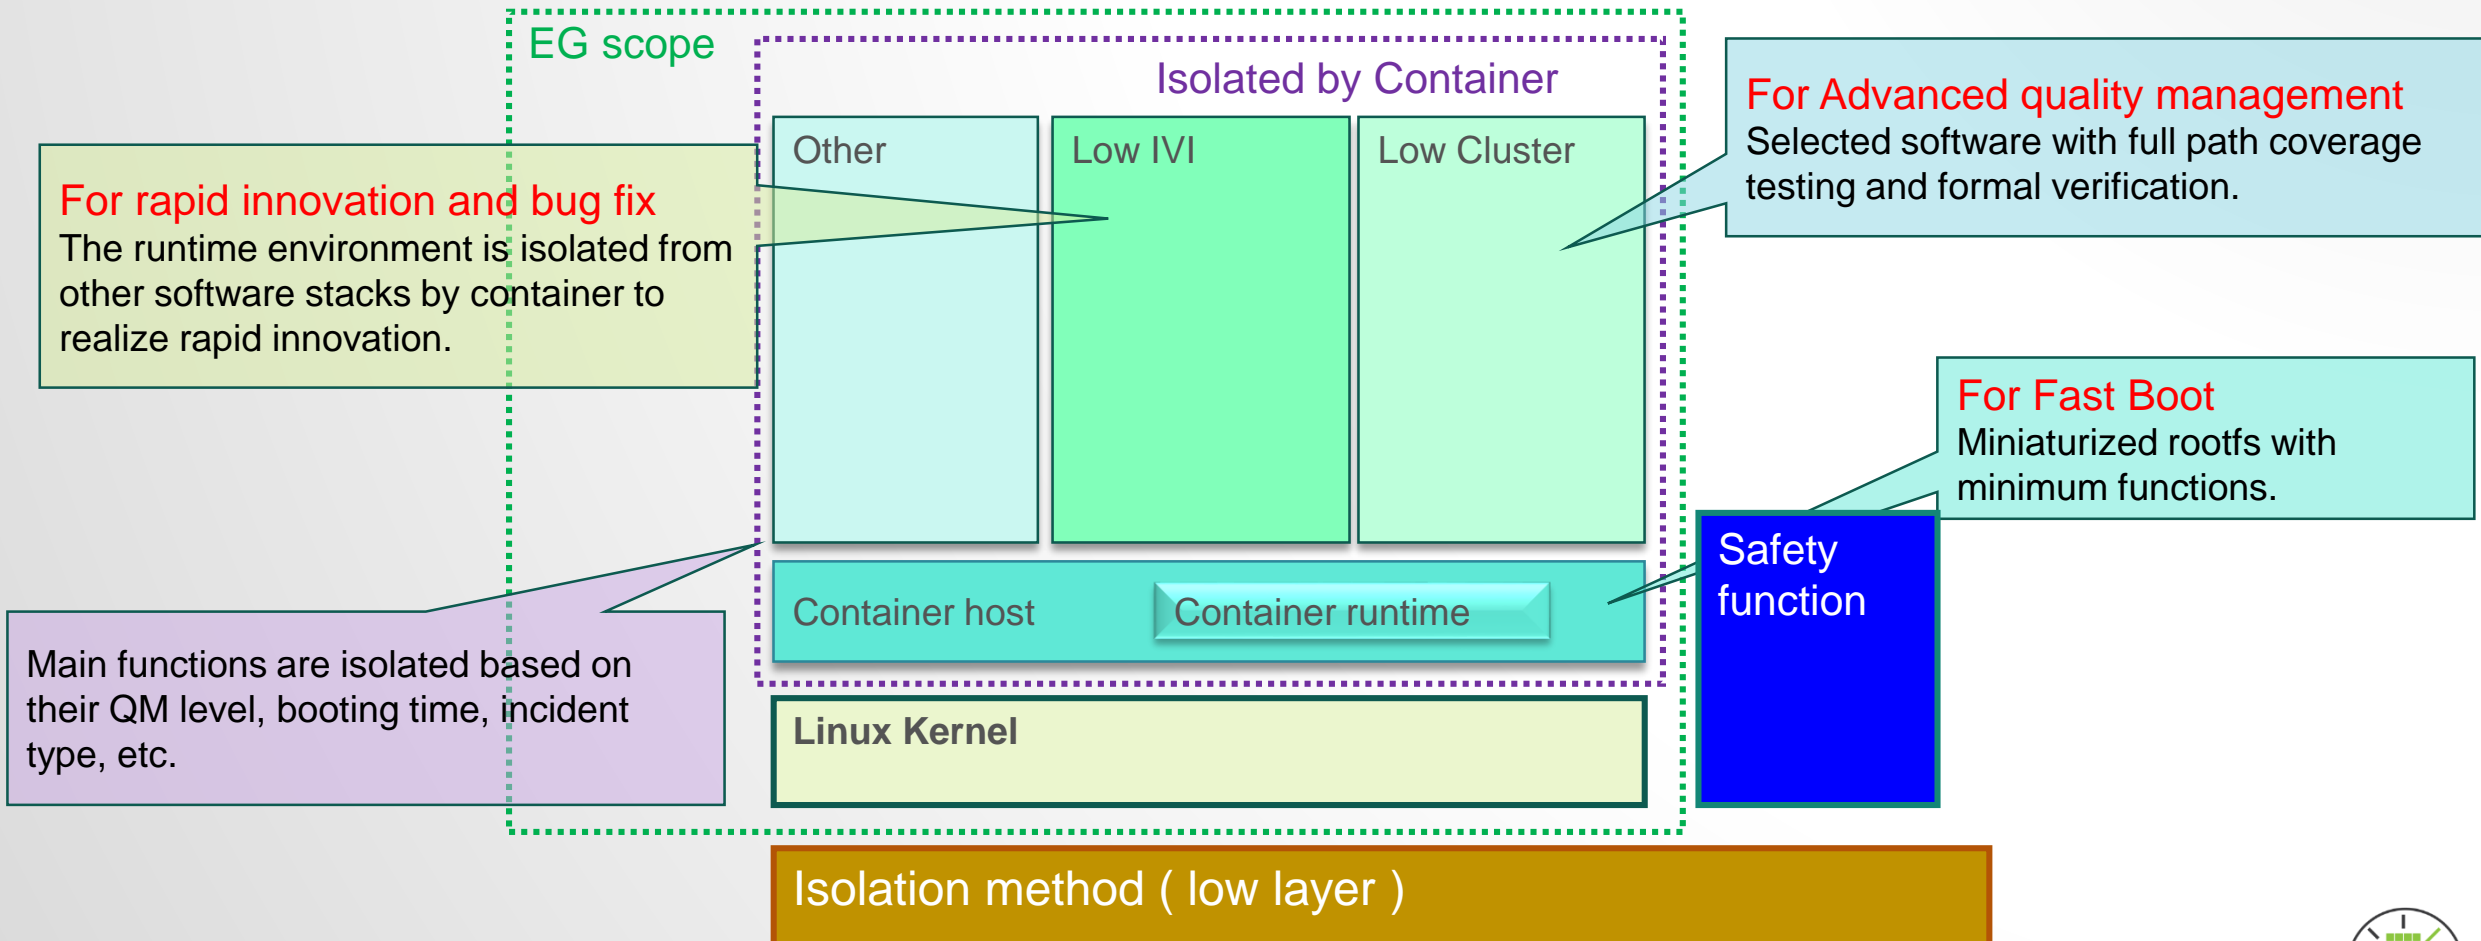 EG scope
Isolated by Container
Other
Low IVI
Low Cluster
For Advanced quality management
Selected software with full path coverage
testing and formal verification.
For rapid innovation and bug fix
The runtime environment is isolated from
other software stacks by container to
realize rapid innovation.
For Fast Boot
Miniaturized rootfs with
minimum functions.
Safety
function
Container host
Container runtime
Main functions are isolated based on
their QM level, booting time, incident
type, etc.
Linux Kernel
Isolation method ( low layer )